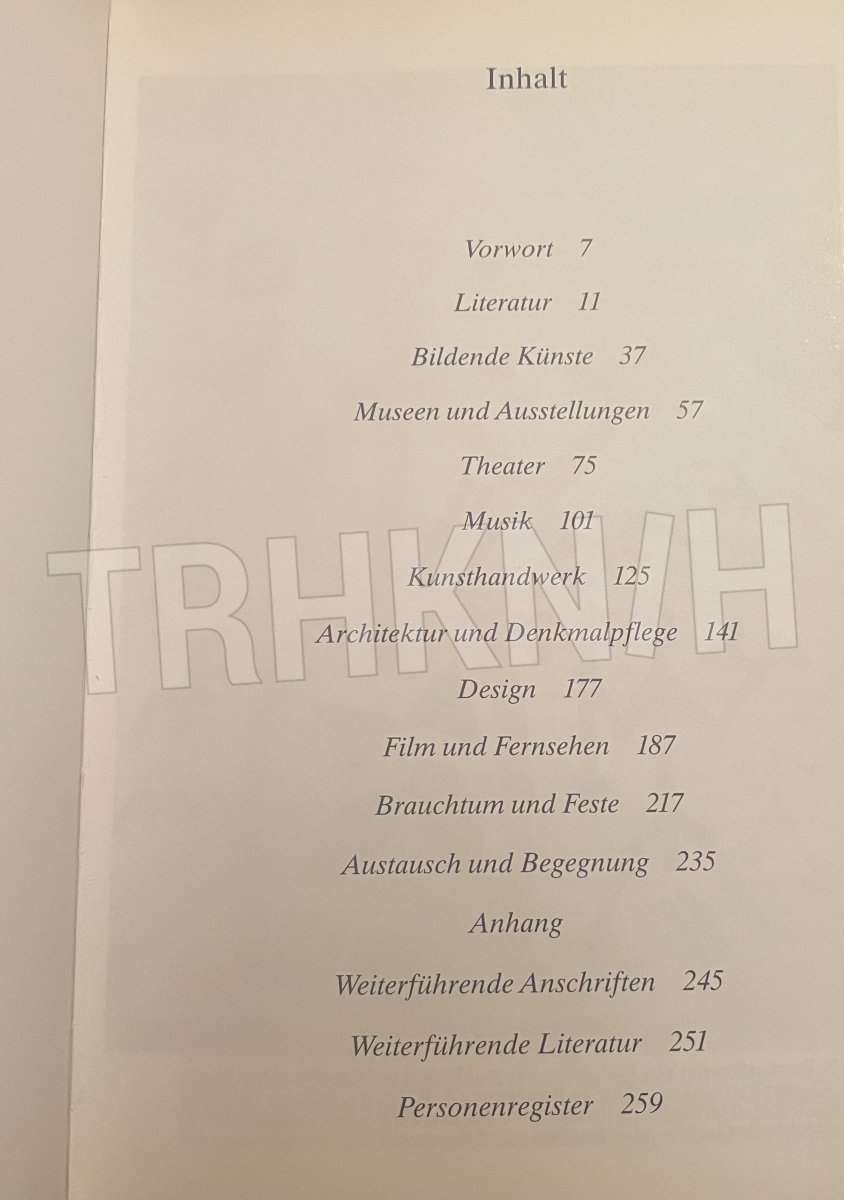 Inhalt
Vorwort 7
Literatur 11
Bildende Künste 37
Museen und Ausstellungen 57
Theater 75
Musik 101
TRHKN/H
Kunsthandwerk 125
Architektur und Denkmalpflege 141
Design 177
Film und Fernsehen 187
Brauchtum und Feste 217
Austausch und Begegnung 235
Anhang
Weiterführende Anschriften 245
Weiterführende Literatur 251
Personenregister 259